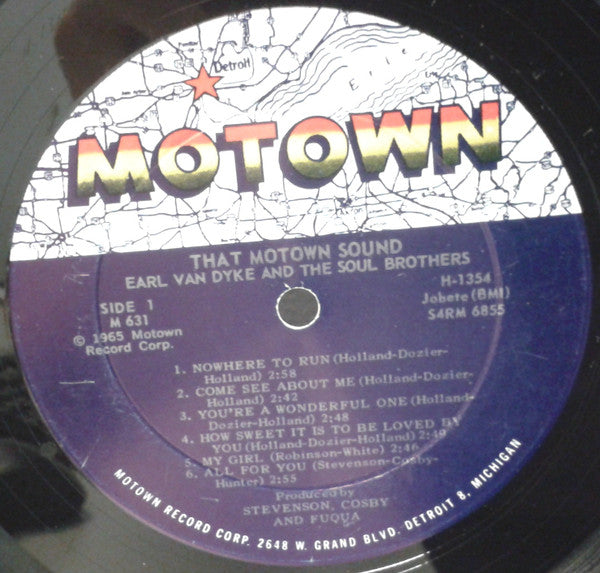 Detroit
Erie
MOTOWN
THAT MOTOWN SOUND
EARL VAN DYKE AND THE SOUL BROTHERS
SIDE 1
M 631
© 1965 Motown
Record Corp.
H-1354
Jobete (BMI)
S4RM 6855
1. NOWHERE TO RUN (Holland-Dozier-
Holland) 2:58
2. COME SEE ABOUT ME (Holland-Dozier-
Holland) 2:42
3. YOU'RE A WONDERFUL ONE (Holland-
Dozier-Holland) 2:48
4. HOW SWEET IT IS TO BE LOVED BY
YOU (Holland-Dozier-Holland) 2:49
5. MY GIRL (Robinson-White) 2:46
6. ALL FOR YOU (Stevenson-Cosby-
Hunter) 2:55
Produced by
STEVENSON, COSBY
AND FUQUA
MOTOWN RECORD CORP. 2648 W. GRAND BLVD. DETROIT 8, MICHIGAN